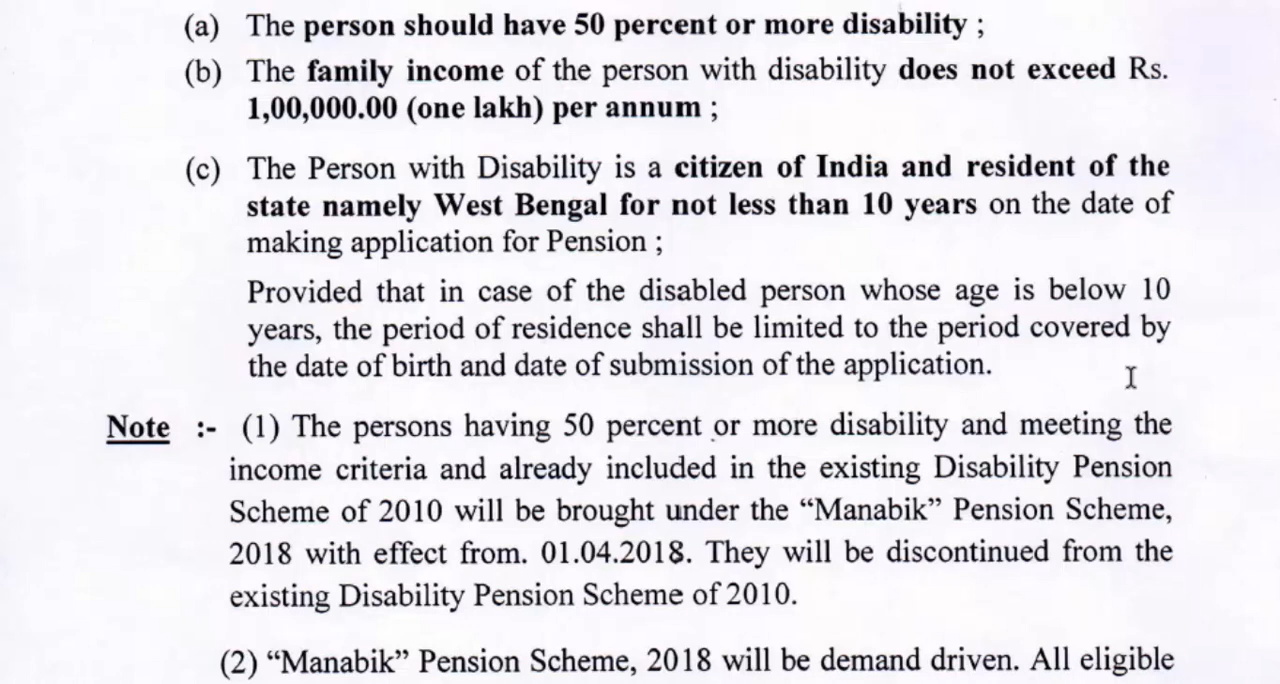 (a) The person should have 50 percent or more disability ;
(b) The family income of the person with disability does not exceed Rs.
1,00,000.00 (one lakh) per annum ;
(c) The Person with Disability is a citizen of India and resident of the
state namely West Bengal for not less than 10 years on the date of
making application for Pension ;
Provided that in case of the disabled person whose age is below 10
years, the period of residence shall be limited to the period covered by
the date of birth and date of submission of the application.
Note :- (1) The persons having 50 percent or more disability and meeting the
income criteria and already included in the existing Disability Pension
Scheme of 2010 will be brought under the “Manabik” Pension Scheme,
2018 with effect from. 01.04.2018. They will be discontinued from the
existing Disability Pension Scheme of 2010.
(2) “Manabik” Pension Scheme, 2018 will be demand driven. All eligible